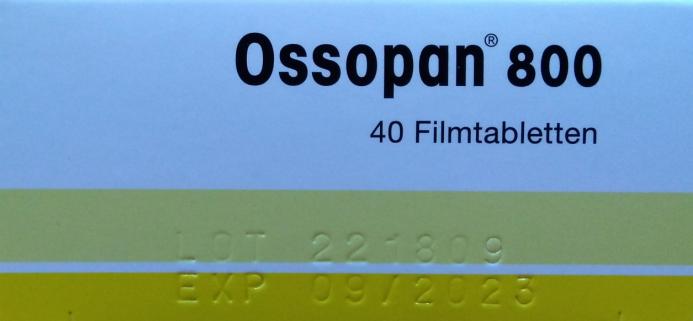 Ossopan® 800
40 Filmtabletten
LOT 221809
EXP 09/2023